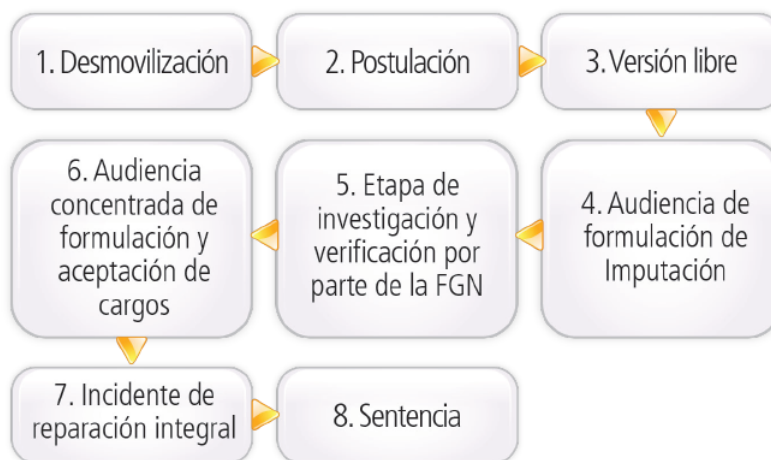 1. Desmovilización
2. Postulación
3. Versión libre
4. Audiencia de
formulación de
Imputación
5. Etapa de
investigación y
verificación por
parte de la FGN
6. Audiencia
concentrada de
formulación y
aceptación de
cargos
7. Incidente de
reparación integral
8. Sentencia